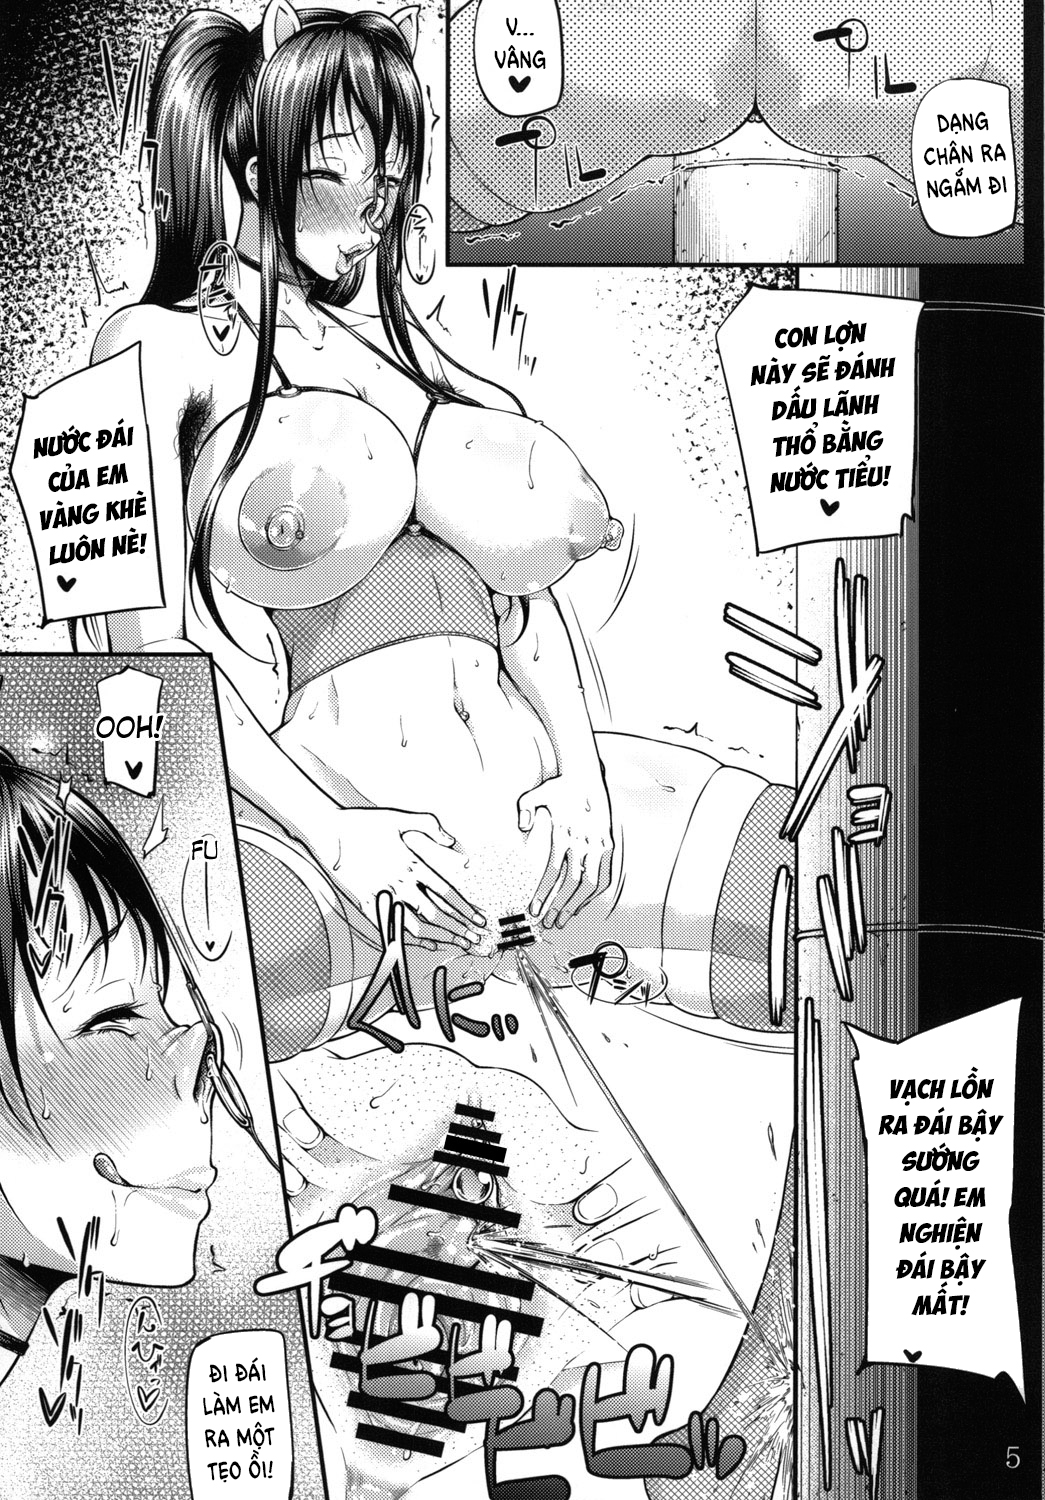 V...
VÂNG
DẠNG
CHÂN RA
NGẮM ĐI
CON LỢN
NÀY SẼ ĐÁNH
DẤU LÃNH
THỔ BẰNG
NƯỚC TIỂU!
NƯỚC ĐÁI
CỦA EM
VÀNG KHÈ
LUÔN NÈ!
OOH!
FU
VẠCH LỒN
RA ĐÁI BẬY
SƯỚNG
QUÁ! EM
NGHIỆN
ĐÁI BẬY
MẤT!
ĐI ĐÁI
LÀM EM
RA MỘT
TẸO ỒI!
5